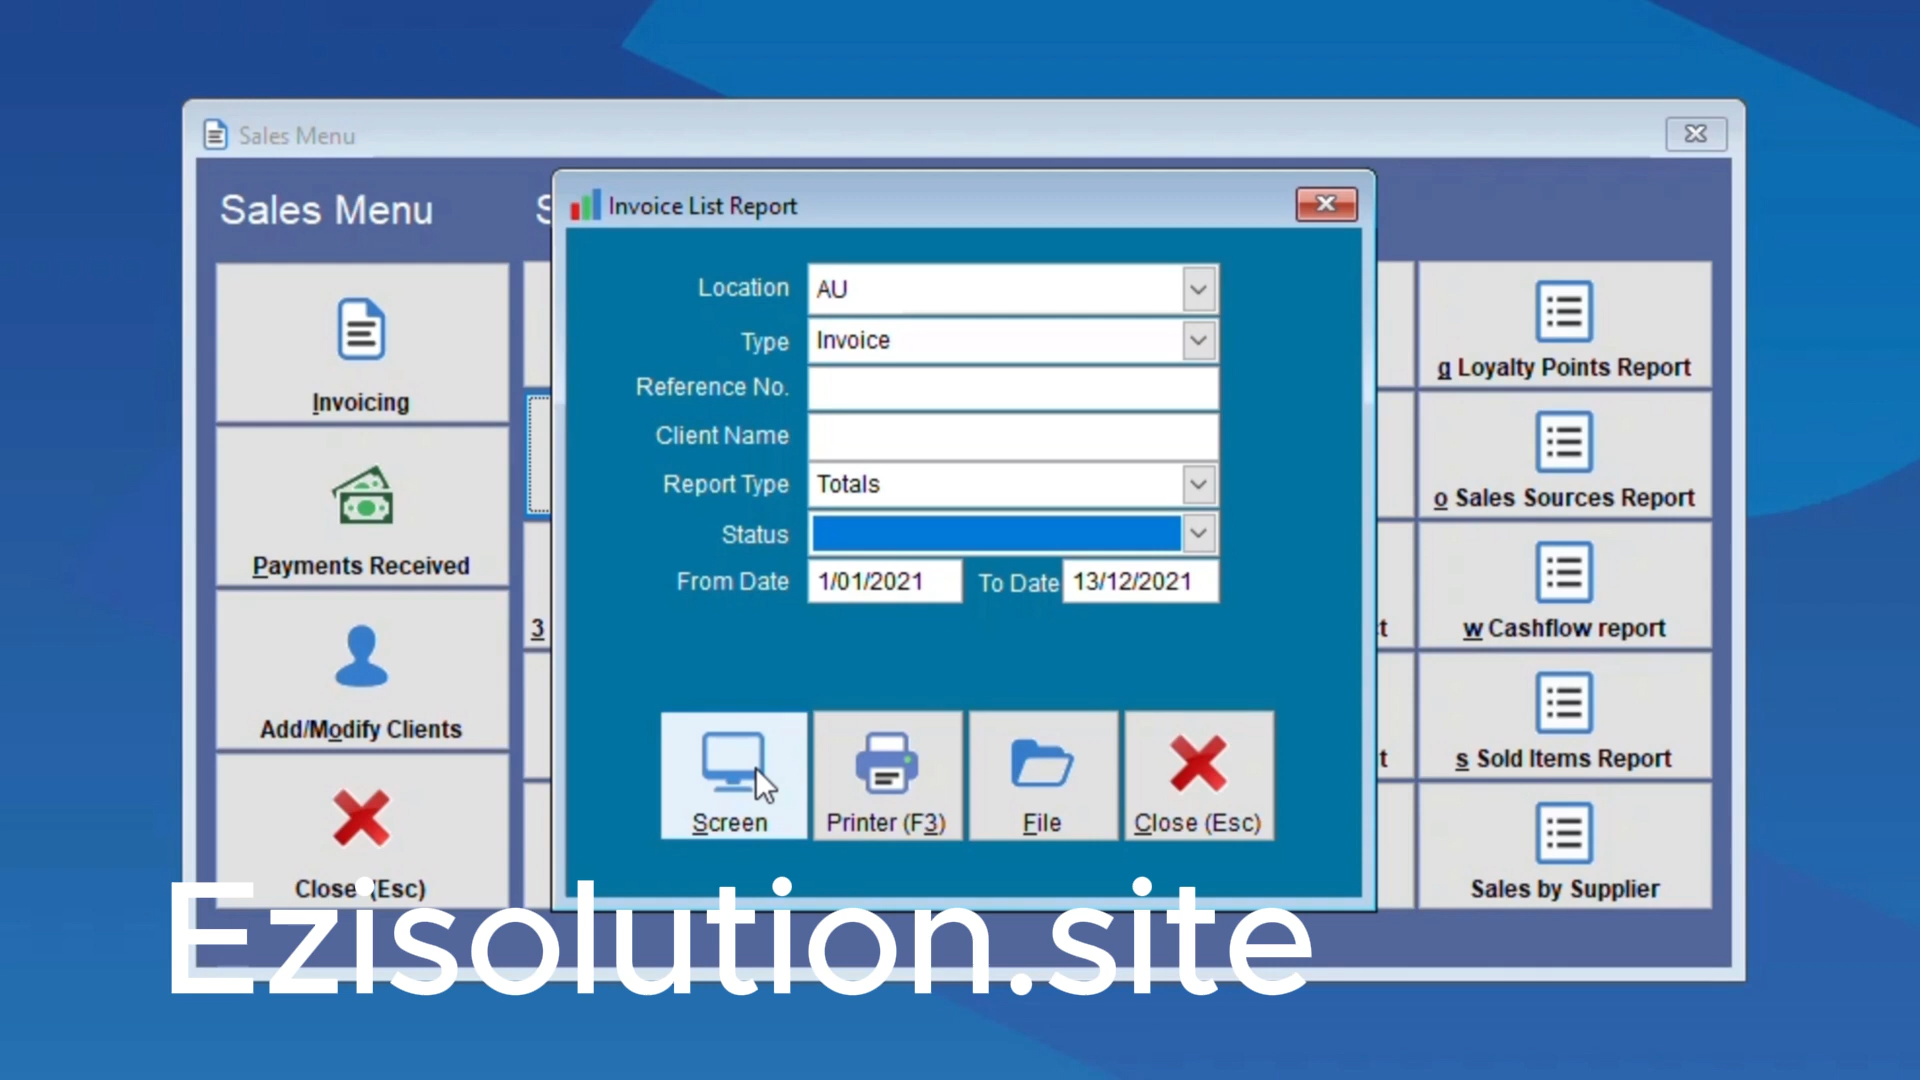 Sales Menu
Sales Menu
S
Invoice List Report
Location AU
Type Invoice
Reference No.
Client Name
Report Type Totals
Status
From Date 1/01/2021 To Date 13/12/2021
Screen
Printer (F3)
File
Close (Esc)
Invoicing
Payments Received
Add/Modify Clients
Close (Esc)
3
t
t
g Loyalty Points Report
o Sales Sources Report
w Cashflow report
s Sold Items Report
Sales by Supplier
Ezisolution.site